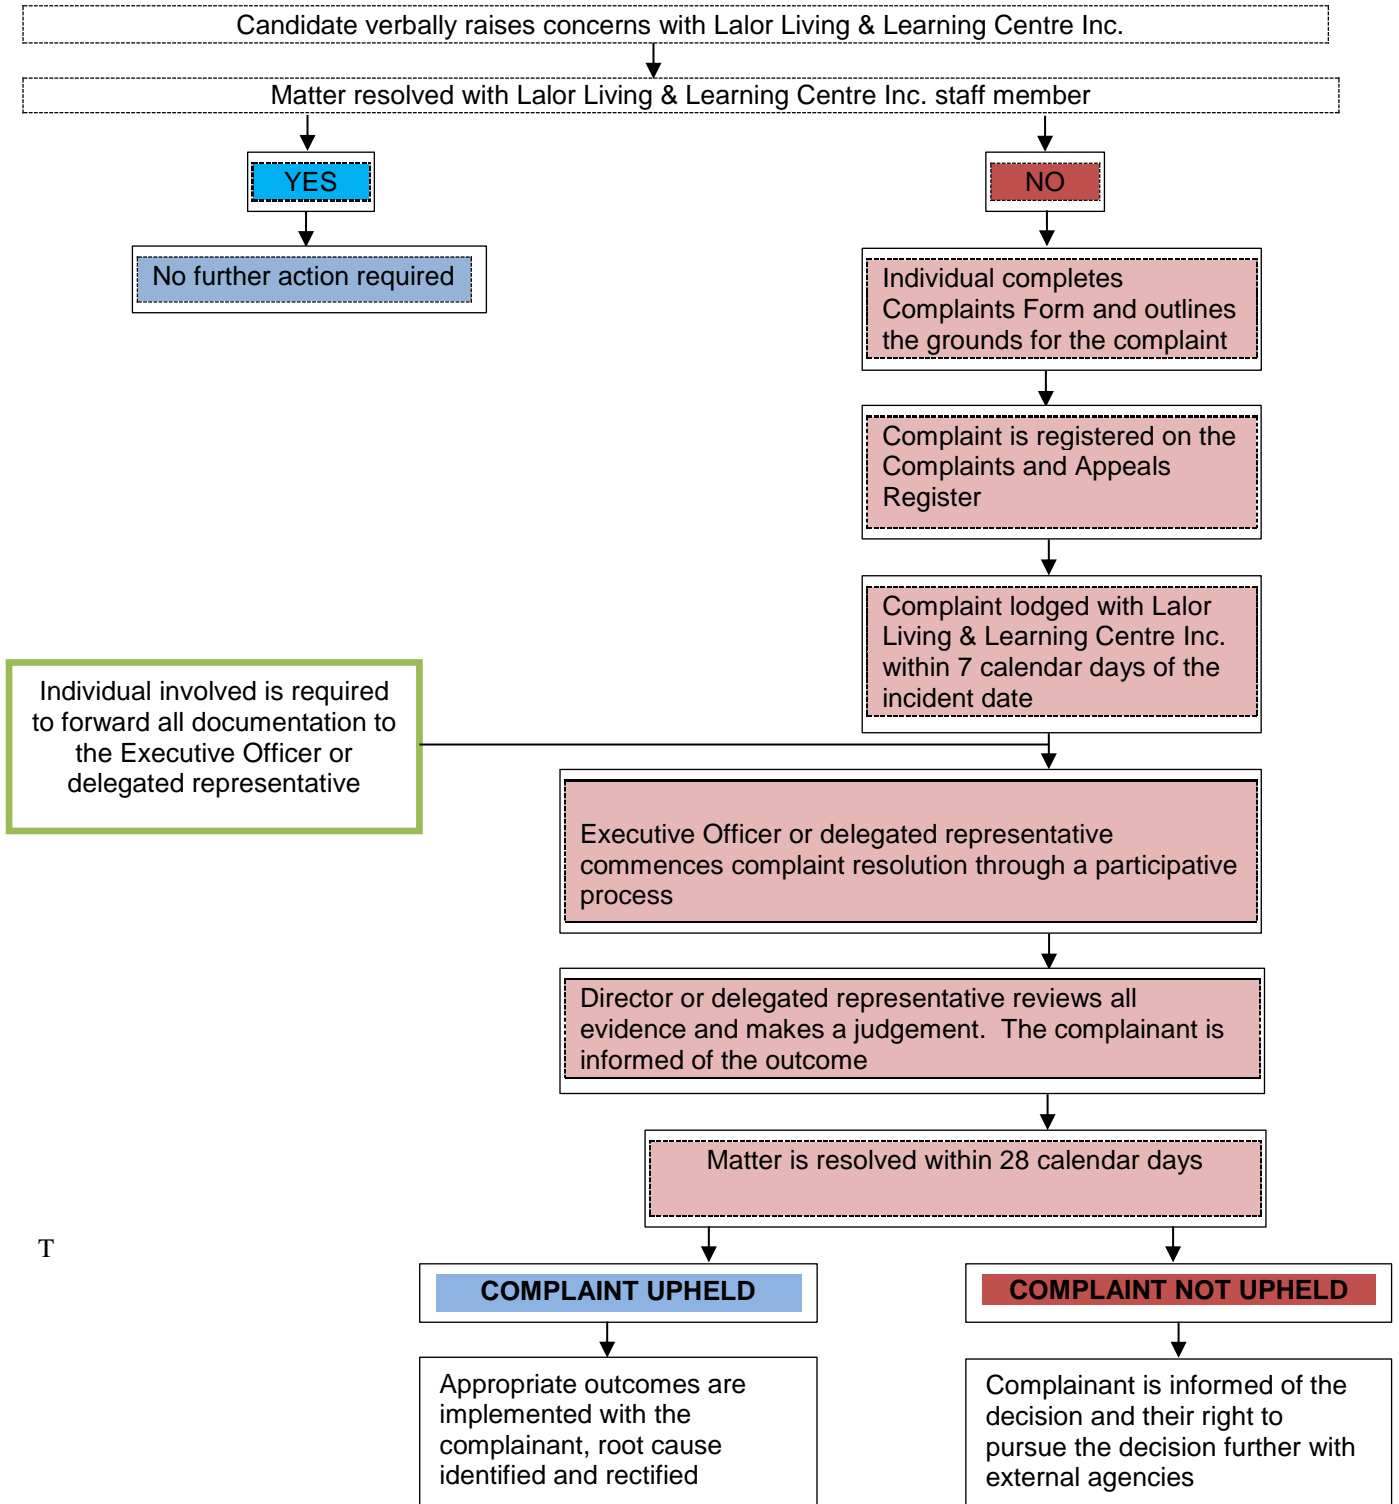 Candidate verbally raises concerns with Lalor Living & Learning Centre Inc.
Matter resolved with Lalor Living & Learning Centre Inc. staff member
YES
NO
No further action required
Individual completes
Complaints Form and outlines
the grounds for the complaint
Complaint is registered on the
Complaints and Appeals
Register
Complaint lodged with Lalor
Living & Learning Centre Inc.
within 7 calendar days of the
incident date
Individual involved is required
to forward all documentation to
the Executive Officer or
delegated representative
Executive Officer or delegated representative
commences complaint resolution through a participative
process
Director or delegated representative reviews all
evidence and makes a judgement.  The complainant is
informed of the outcome
Matter is resolved within 28 calendar days
T
COMPLAINT UPHELD
COMPLAINT NOT UPHELD
Appropriate outcomes are
implemented with the
complainant, root cause
identified and rectified
Complainant is informed of the
decision and their right to
pursue the decision further with
external agencies